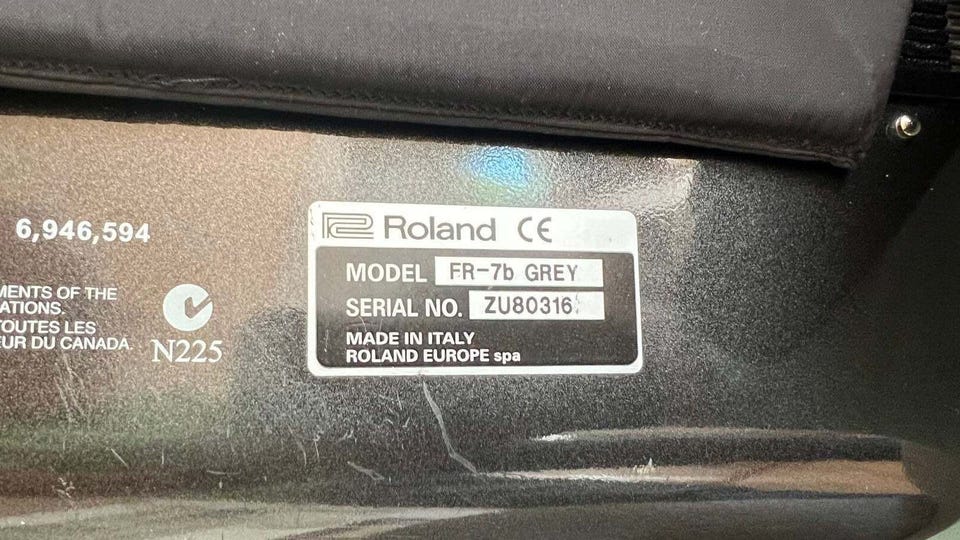 6,946,594
MENTS OF THE
ATIONS.
TOUTES LES
EUR DU CANADA.
N225
Roland CE
MODEL FR-7b GREY
SERIAL NO. ZU80316
MADE IN ITALY
ROLAND EUROPE spa